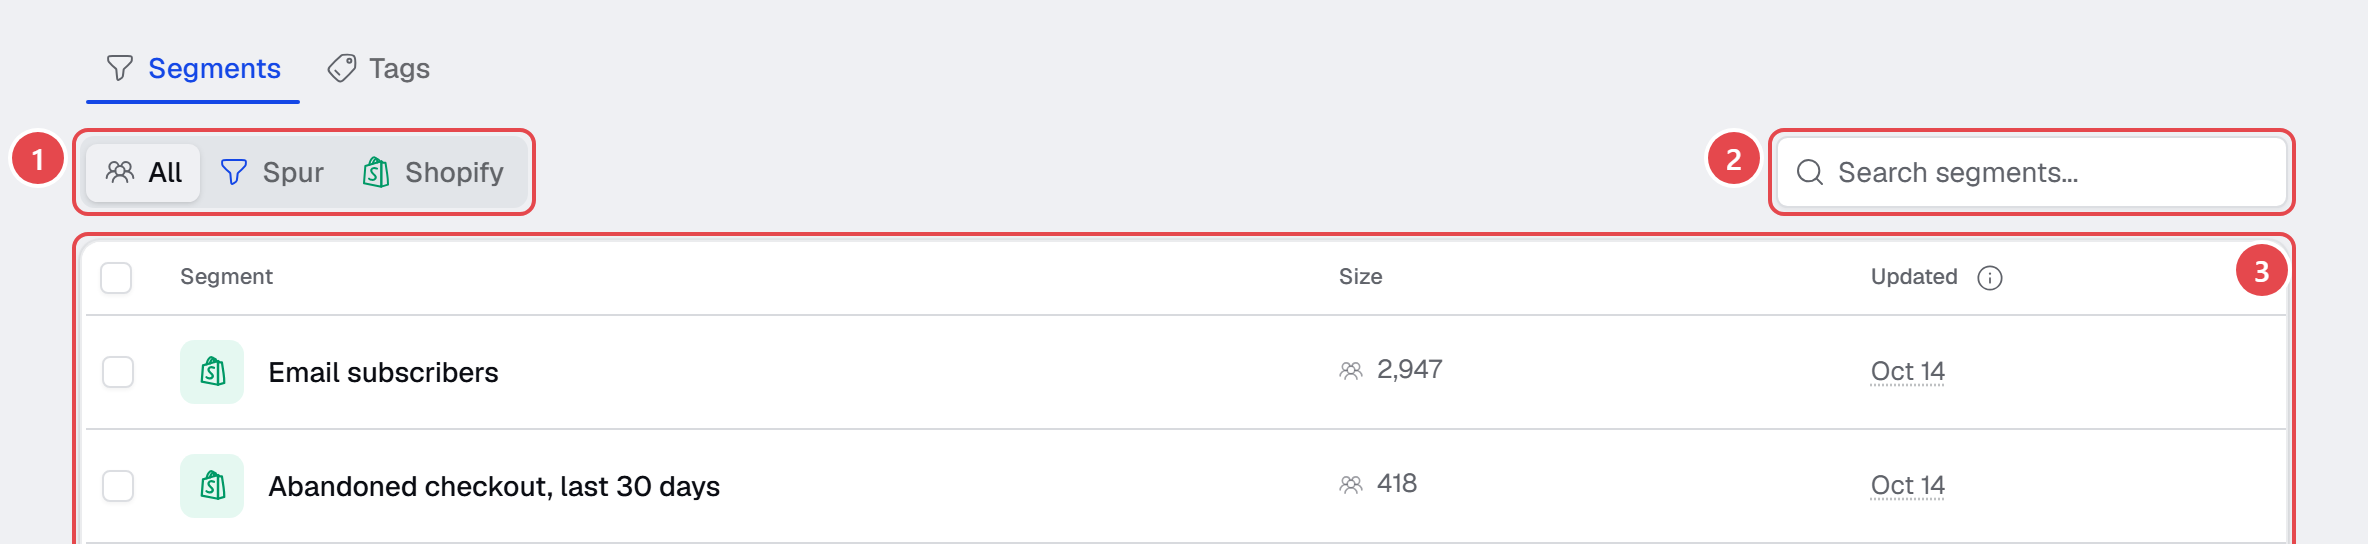 Segments Tags
1 All Spur Shopify 2 Search segments...
Segment Size Updated 3
Email subscribers 2,947 Oct 14
Abandoned checkout, last 30 days 418 Oct 14